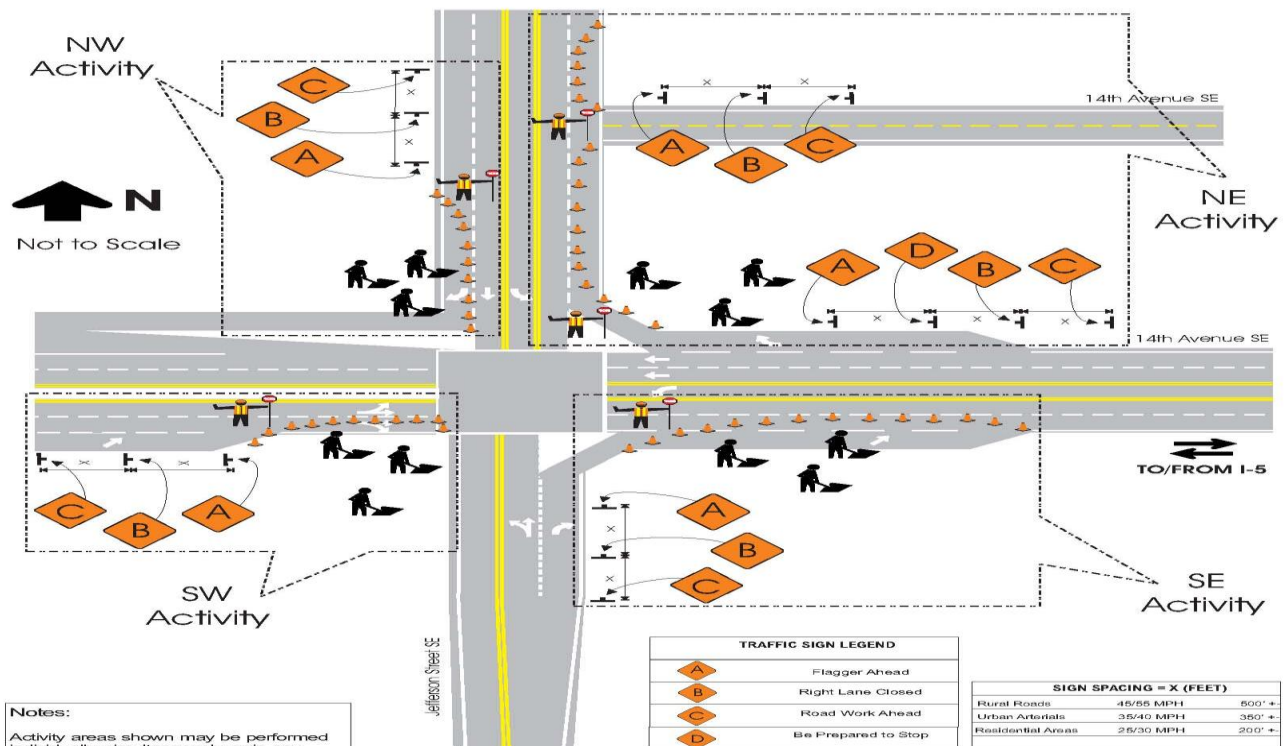 NW
Activity
C
B
A
N
Not to Scale
A
B
C
14th Avenue SE
NE
Activity
A
D
B
C
X
X
X
X
X
X
X
14th Avenue SE
TO/FROM I-5
X
X
C
B
A
SW
Activity
X
X
A
B
C
SE
Activity
Jefferson Street SE
TRAFFIC SIGN LEGEND
A Flagger Ahead
B Right Lane Closed
C Road Work Ahead
D Be Prepared to Stop
SIGN SPACING = X (FEET)
Rural Roads 45/55 MPH 500' +
Urban Arterials 35/40 MPH 350' +
Residential Areas 25/30 MPH 200' +
Notes:
Activity areas shown may be performed